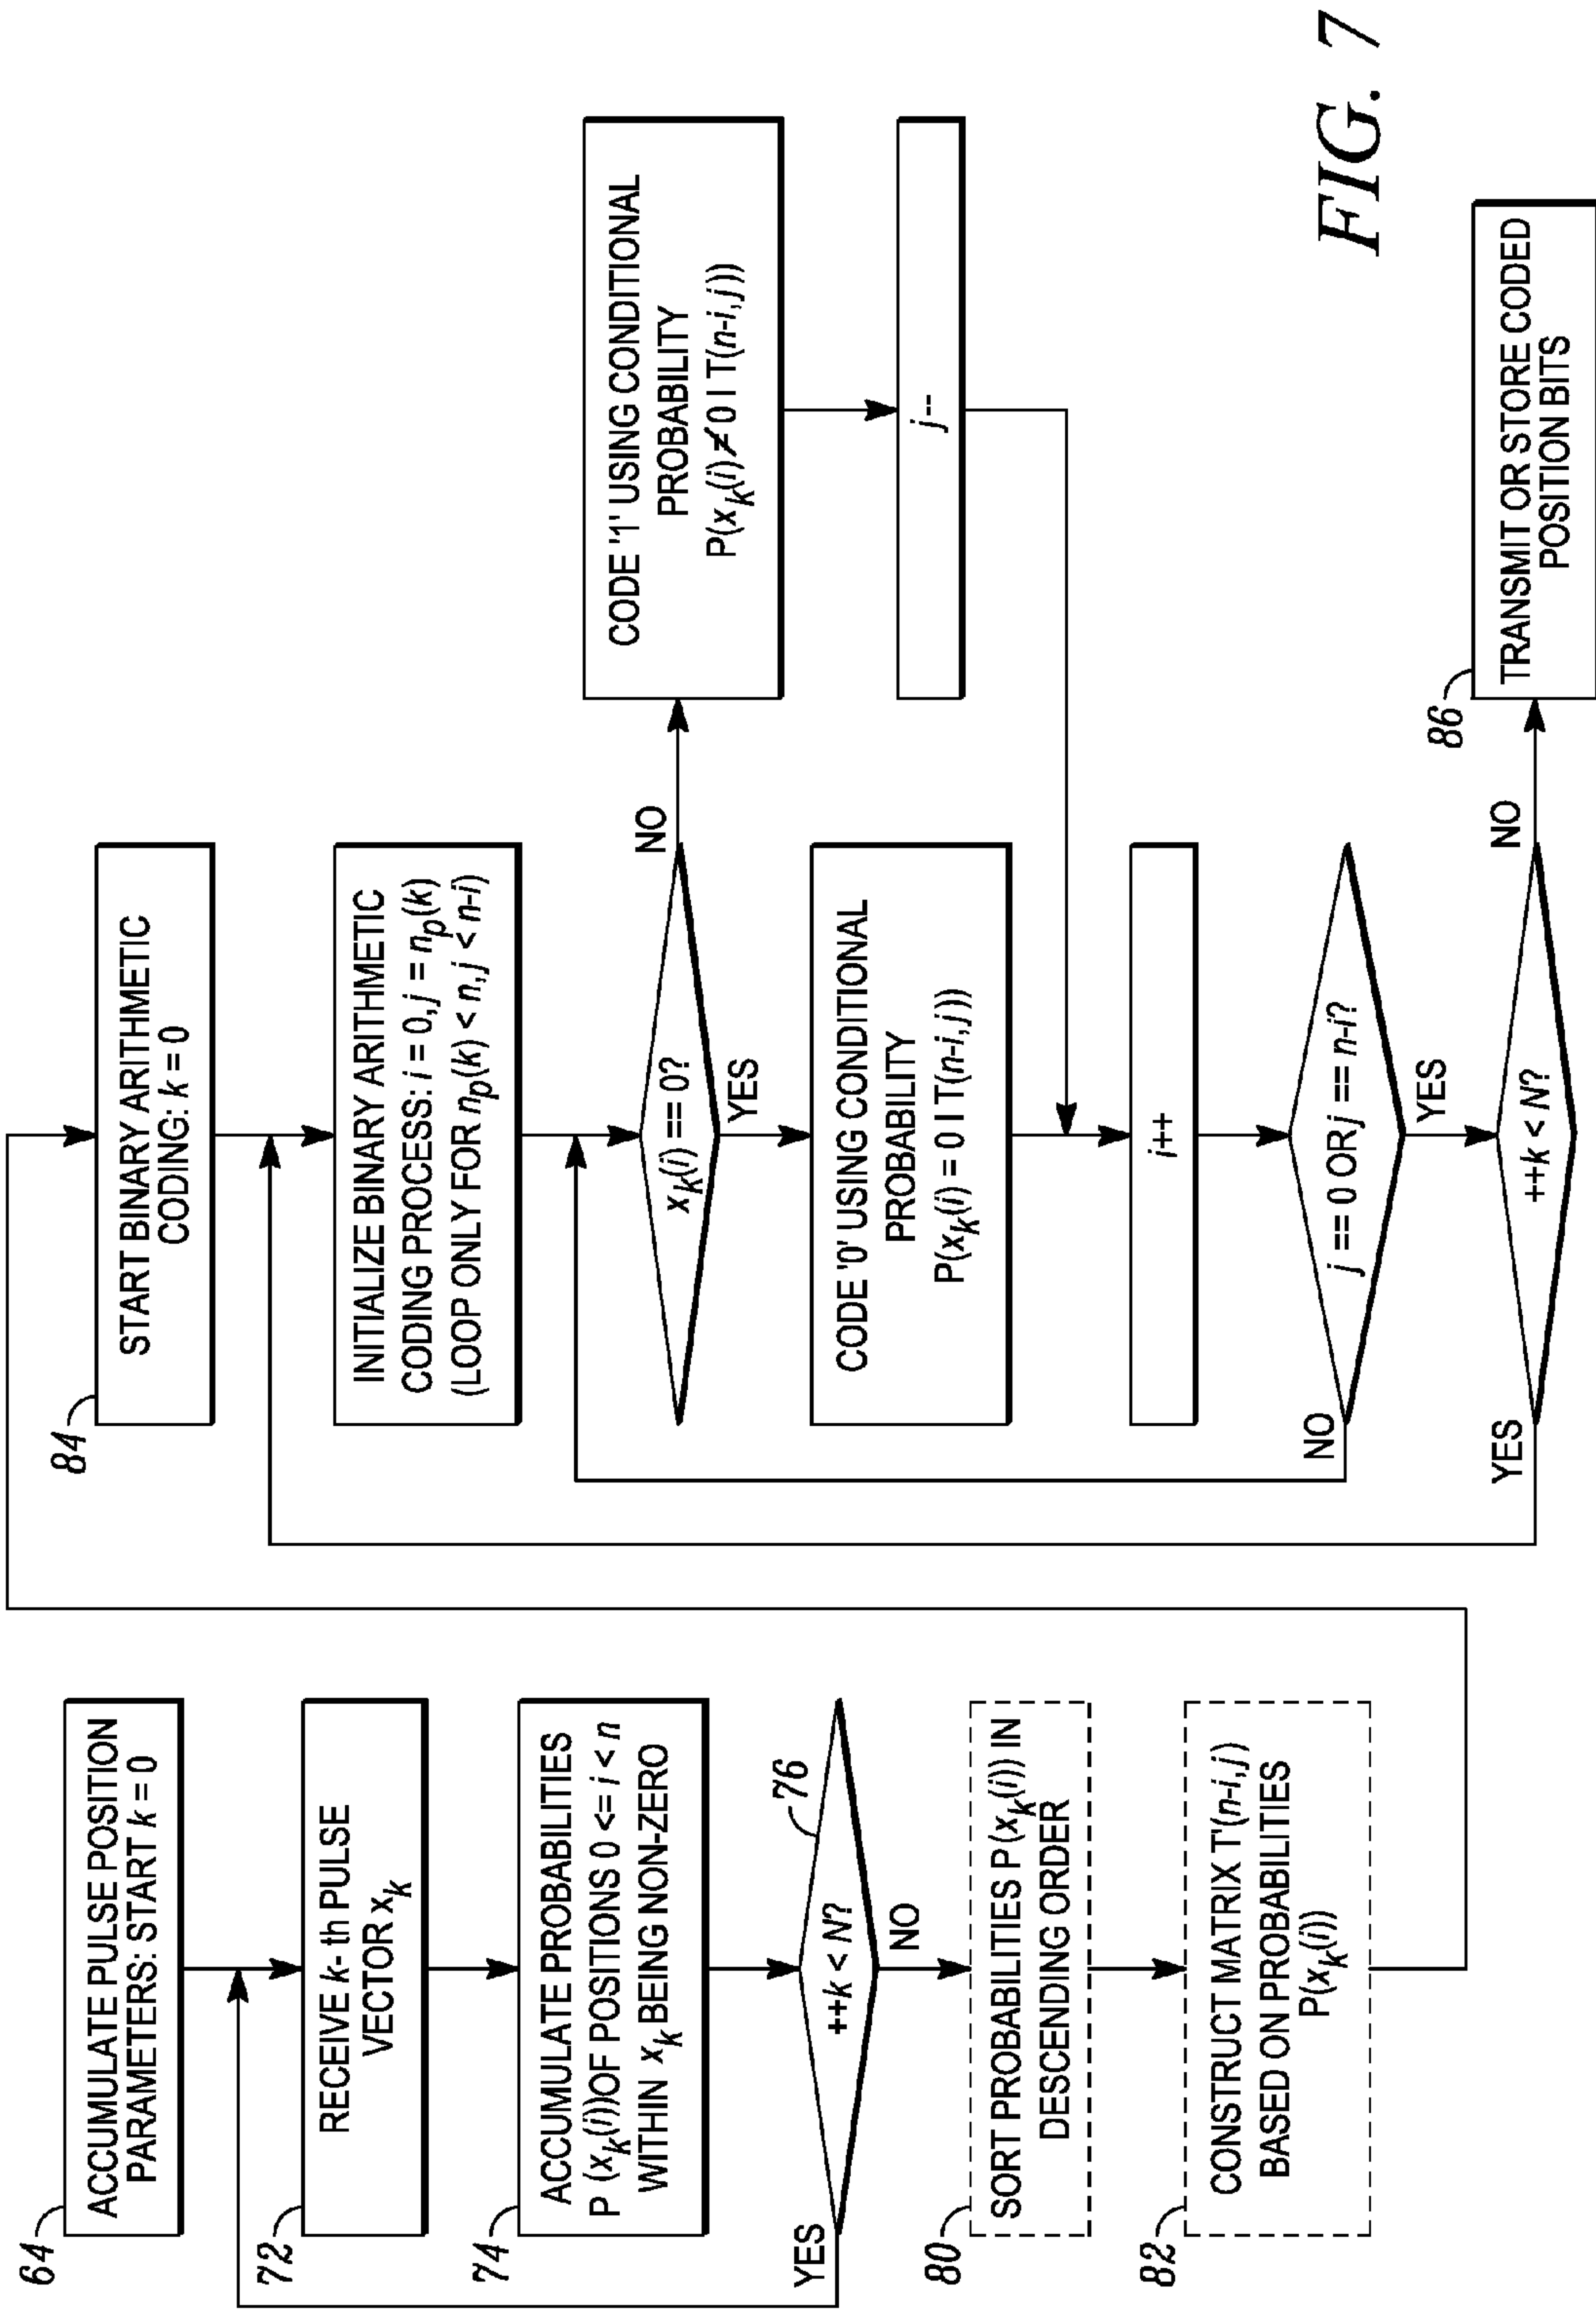 64
ACCUMULATE PULSE POSITION
PARAMETERS: START k = 0
72
RECEIVE k- th PULSE
VECTOR x_k
74
ACCUMULATE PROBABILITIES
P (x_k(i))OF POSITIONS 0 <= i < n
WITHIN x_k BEING NON-ZERO
76
++k < N?
YES
NO
80
SORT PROBABILITIES P (x_k(i)) IN
DESCENDING ORDER
82
CONSTRUCT MATRIX T'(n-i,j)
BASED ON PROBABILITIES
P(x_k(i))
84
START BINARY ARITHMETIC
CODING: k = 0
INITIALIZE BINARY ARITHMETIC
CODING PROCESS: i = 0, j = n_p(k)
(LOOP ONLY FOR n_p(k) < n, j < n-i)
x_k(i) == 0?
NO
YES
CODE '0' USING CONDITIONAL
PROBABILITY
P(x_k(i) = 0 I T(n-i,j))
CODE '1' USING CONDITIONAL
PROBABILITY
P(x_k(i) ≠ 0 I T(n-i,j))
j--
i++
j == 0 OR j == n-i?
NO
YES
++k < N?
YES
NO
86
TRANSMIT OR STORE CODED
POSITION BITS
FIG. 7